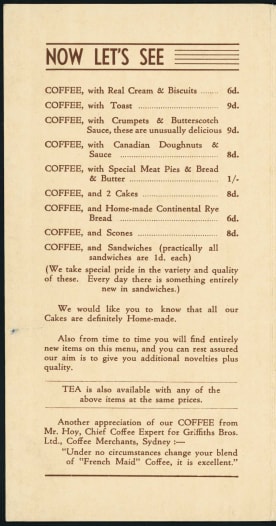 NOW LET'S SEE
COFFEE, with Real Cream & Biscuits ...... 6d.
COFFEE, with Toast ........................ 9d.
COFFEE, with Crumpets & Butterscotch
Sauce, these are unusually delicious 9d.
COFFEE, with Canadian Doughnuts &
Sauce ........................... 8d.
COFFEE, with Special Meat Pies & Bread
& Butter ........................... 1/-
COFFEE, and 2 Cakes ........................ 8d.
COFFEE, and Home-made Continental Rye
Bread ........................... 6d.
COFFEE, and Scones ........................ 8d.
COFFEE, and Sandwiches (practically all
sandwiches are 1d. each)
(We take special pride in the variety and quality
of these. Every day there is something entirely
new in sandwiches.)
We would like you to know that all our
Cakes are definitely Home-made.
Also from time to time you will find entirely
new items on this menu, and you can rest assured
our aim is to give you additional novelties plus
quality.
TEA is also available with any of the
above items at the same prices.
Another appreciation of our COFFEE from
Mr. Hoy, Chief Coffee Expert for Griffiths Bros.
Ltd., Coffee Merchants, Sydney :—
"Under no circumstances change your blend
of "French Maid" Coffee, it is excellent."